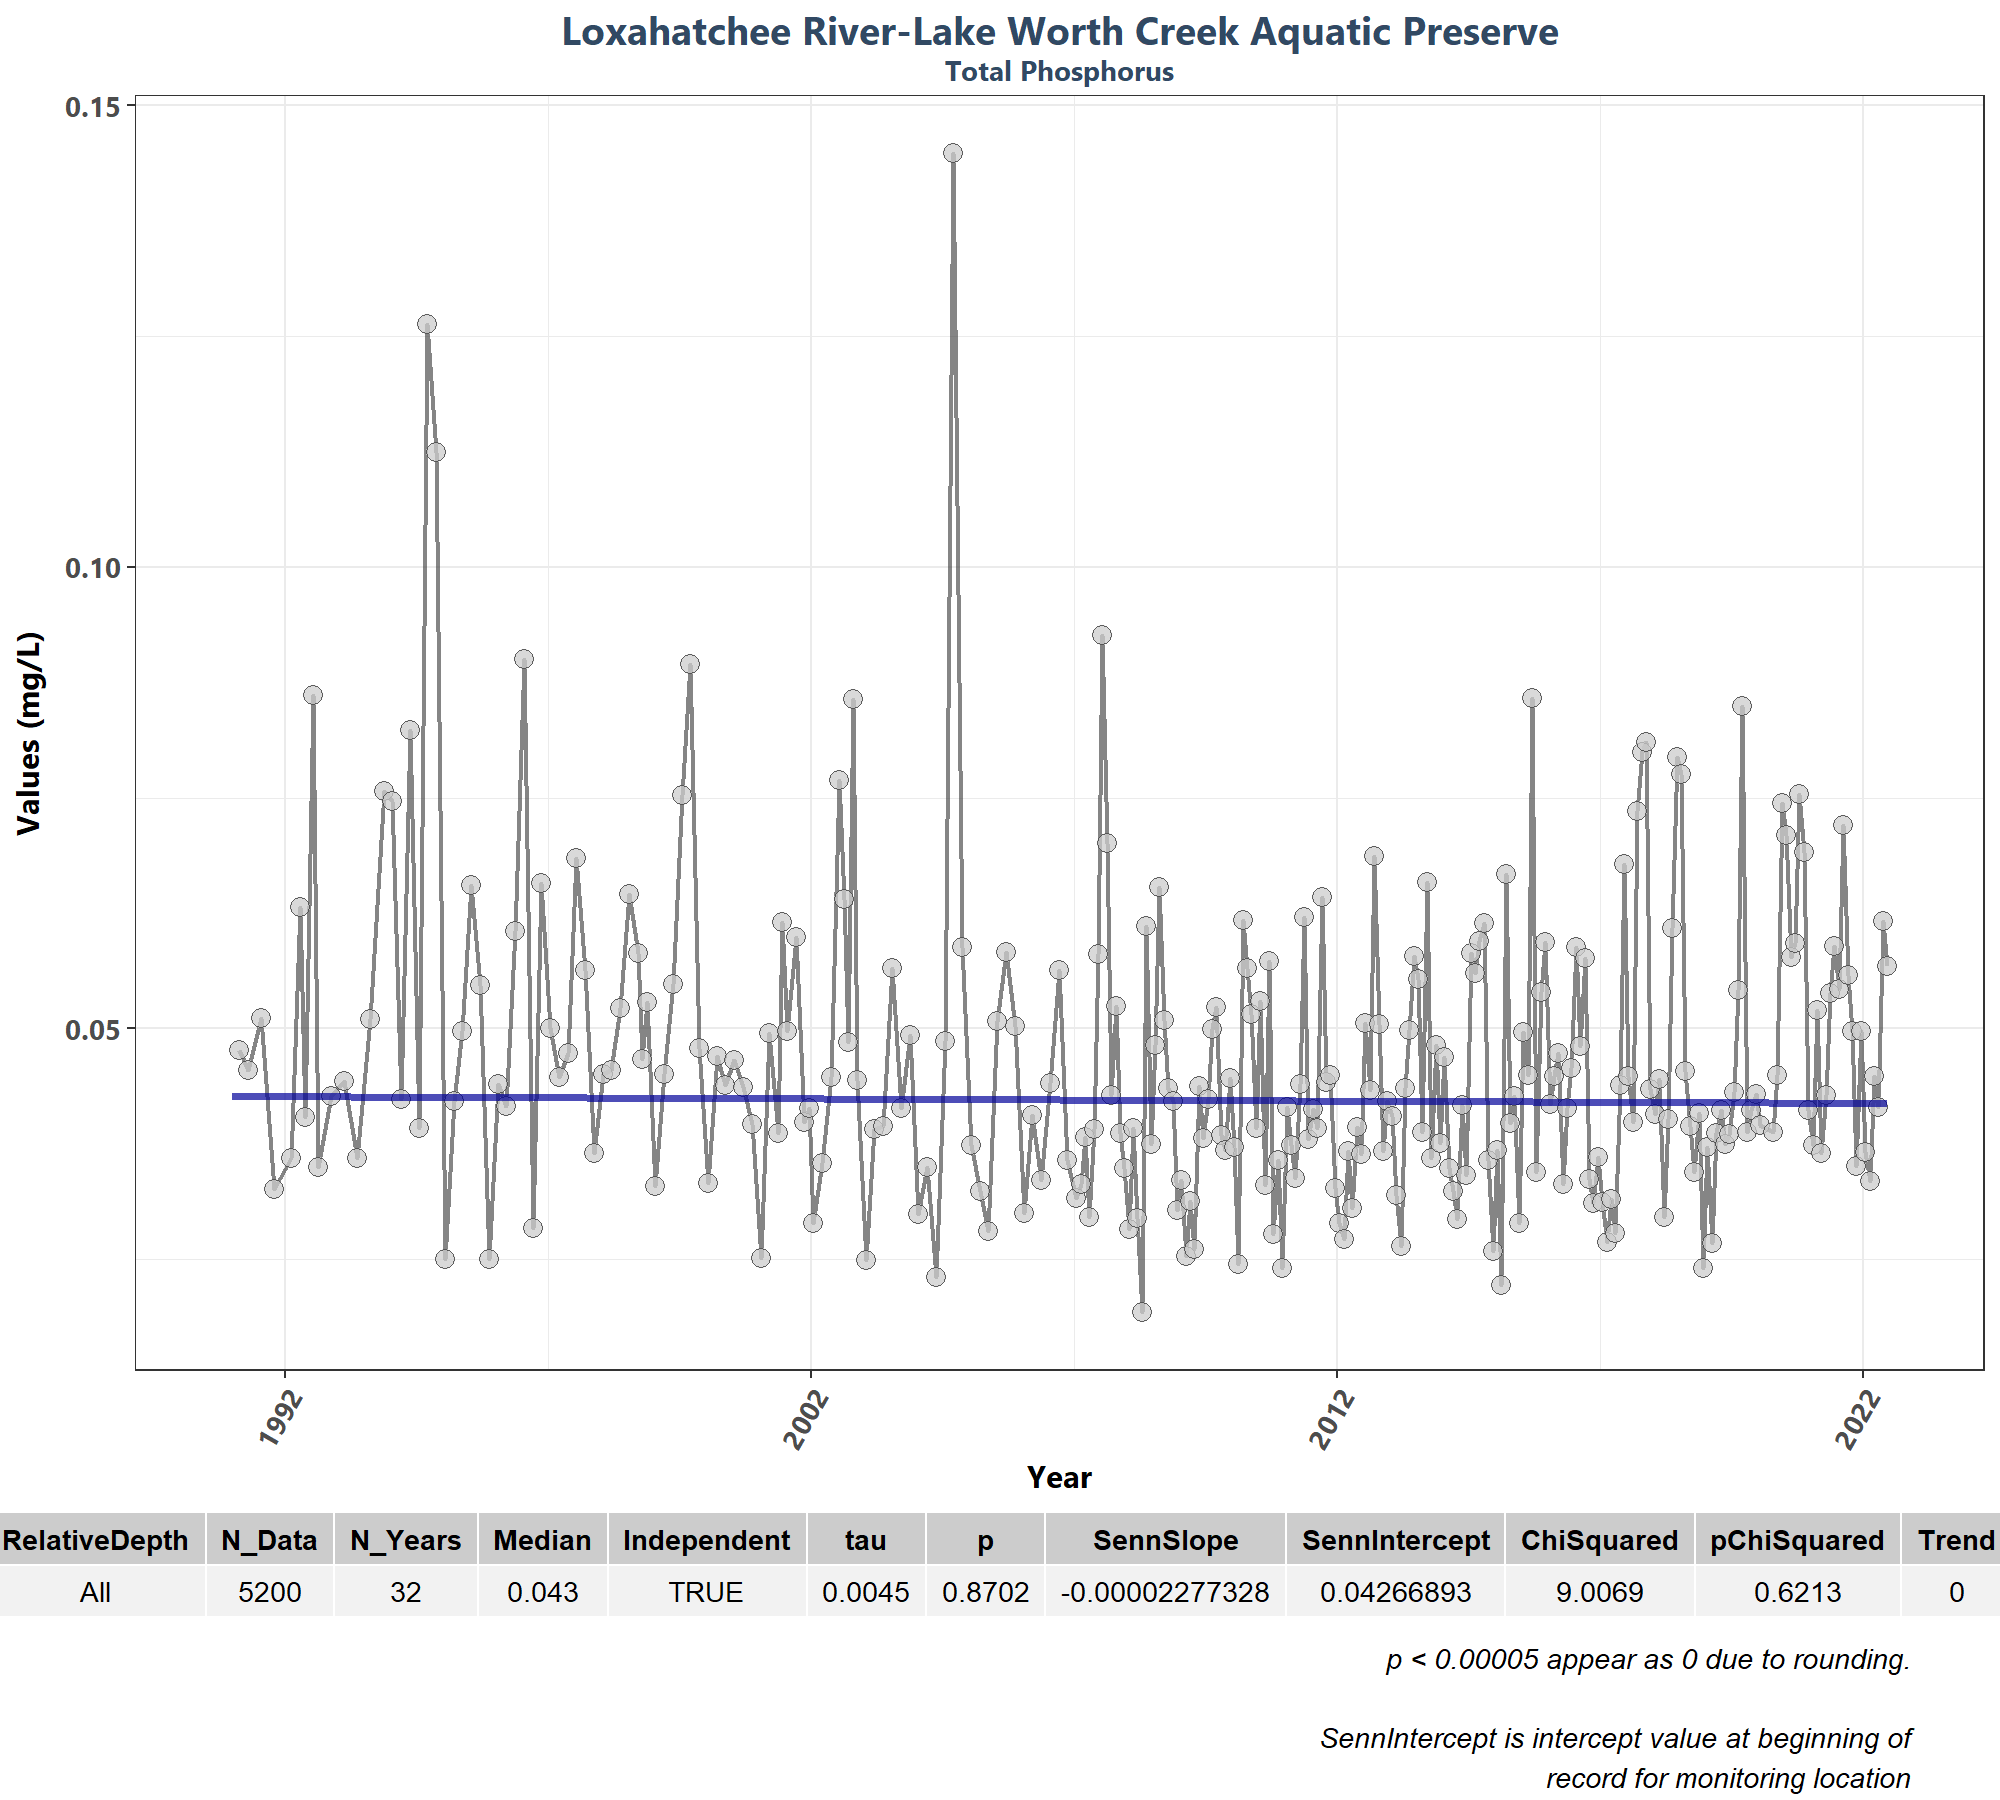 Loxahatchee River-Lake Worth Creek Aquatic Preserve
Total Phosphorus
0.15
0.10
0.05
Values (mg/L)
1992 2002 2012 2022
Year
RelativeDepth N_Data N_Years Median Independent tau p SennSlope SennIntercept ChiSquared pChiSquared Trend
All 5200 32 0.043 TRUE 0.0045 0.8702 -0.00002277328 0.04266893 9.0069 0.6213 0
p < 0.00005 appear as 0 due to rounding.
SennIntercept is intercept value at beginning of
record for monitoring location